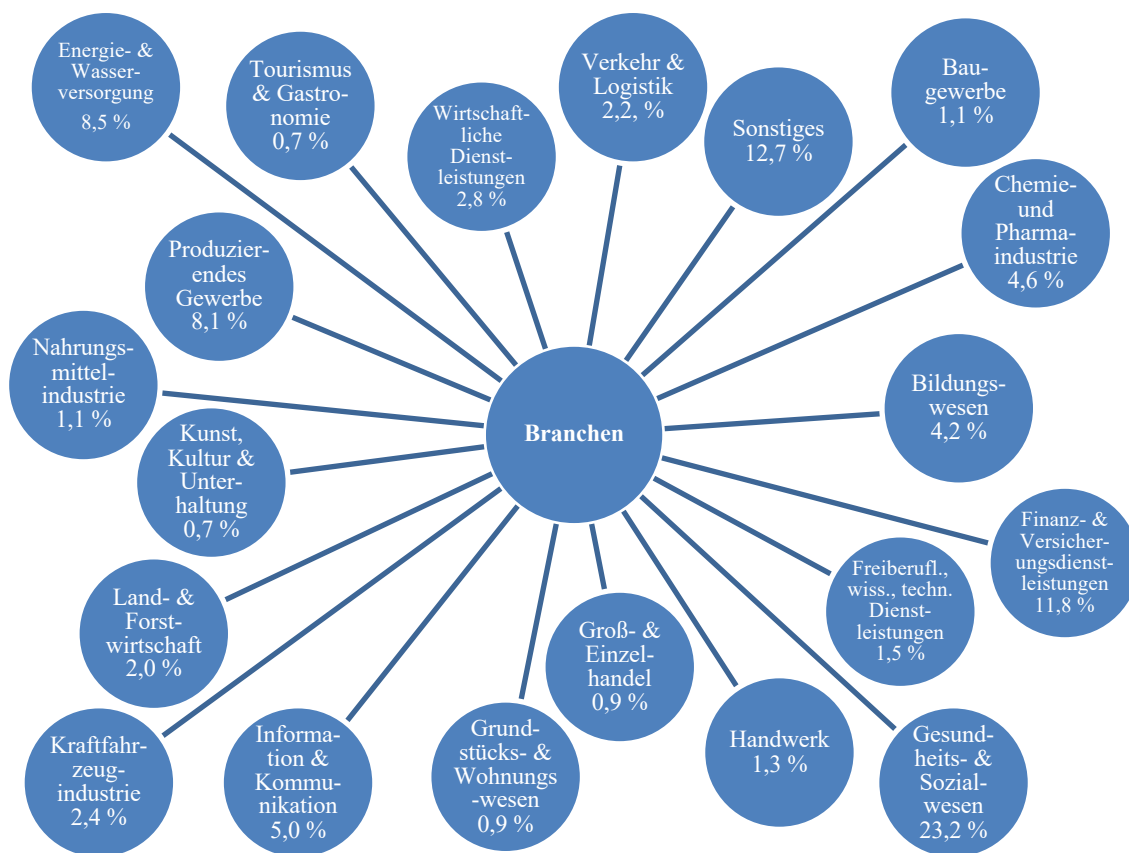 Energie- &
Wasser-
versorgung
8,5 %
Tourismus
& Gastro-
nomie
0,7 %
Wirtschaft-
liche
Dienst-
leistungen
2,8 %
Verkehr &
Logistik
2,2, %
Sonstiges
12,7 %
Bau-
gewerbe
1,1 %
Chemie-
und
Pharma-
industrie
4,6 %
Produzier-
endes
Gewerbe
8,1 %
Nahrungs-
mittel-
industrie
1,1 %
Kunst,
Kultur &
Unter-
haltung
0,7 %
Branchen
Bildungs-
wesen
4,2 %
Finanz- &
Versicher-
ungsdienst-
leistungen
11,8 %
Freiberufl.,
wiss., techn.
Dienst-
leistungen
1,5 %
Land- &
Forst-
wirtschaft
2,0 %
Groß- &
Einzel-
handel
0,9 %
Kraftfahr-
zeug-
industrie
2,4 %
Informa-
tion &
Kommu-
nikation
5,0 %
Grund-
stücks- &
Wohnungs
-wesen
0,9 %
Handwerk
1,3 %
Gesund-
heits- &
Sozial-
wesen
23,2 %